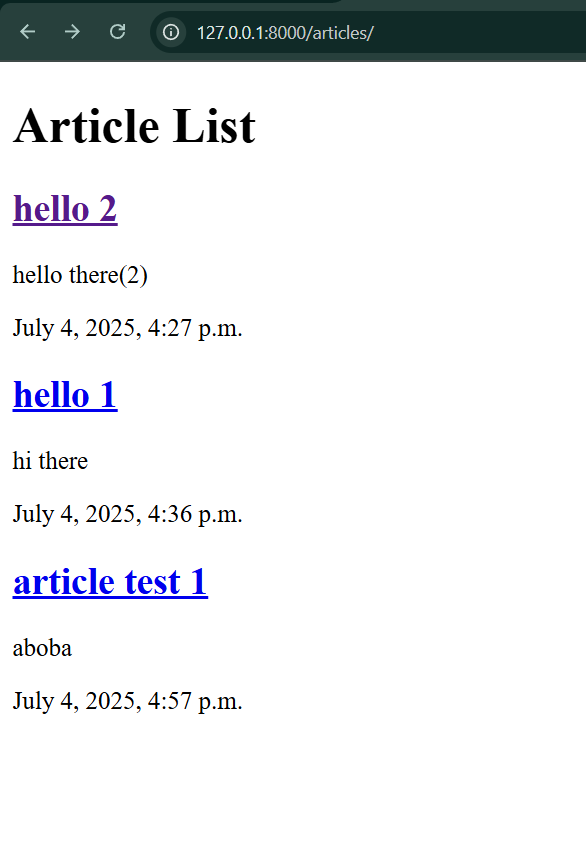 127.0.0.1:8000/articles/
Article List
hello 2
hello there(2)
July 4, 2025, 4:27 p.m.
hello 1
hi there
July 4, 2025, 4:36 p.m.
article test 1
aboba
July 4, 2025, 4:57 p.m.